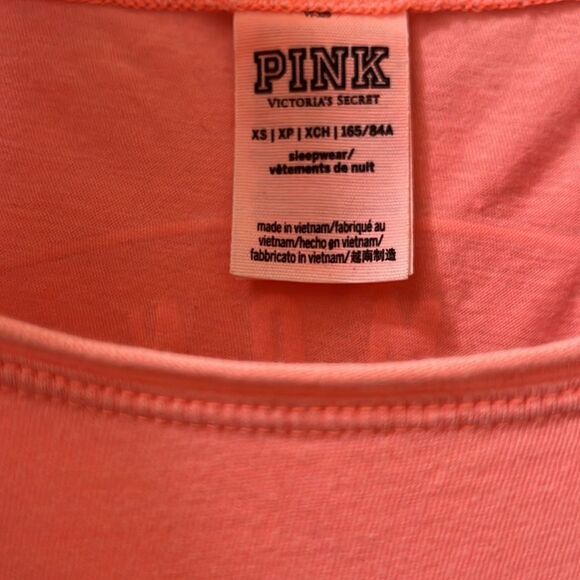 PINK
VICTORIA'S SECRET
XS | XP | XCH | 165/84A
sleepwear/
vêtements de nuit
made in vietnam/fabriqué au
vietnam/hecho en vietnam/
fabbricato in vietnam/越南制造